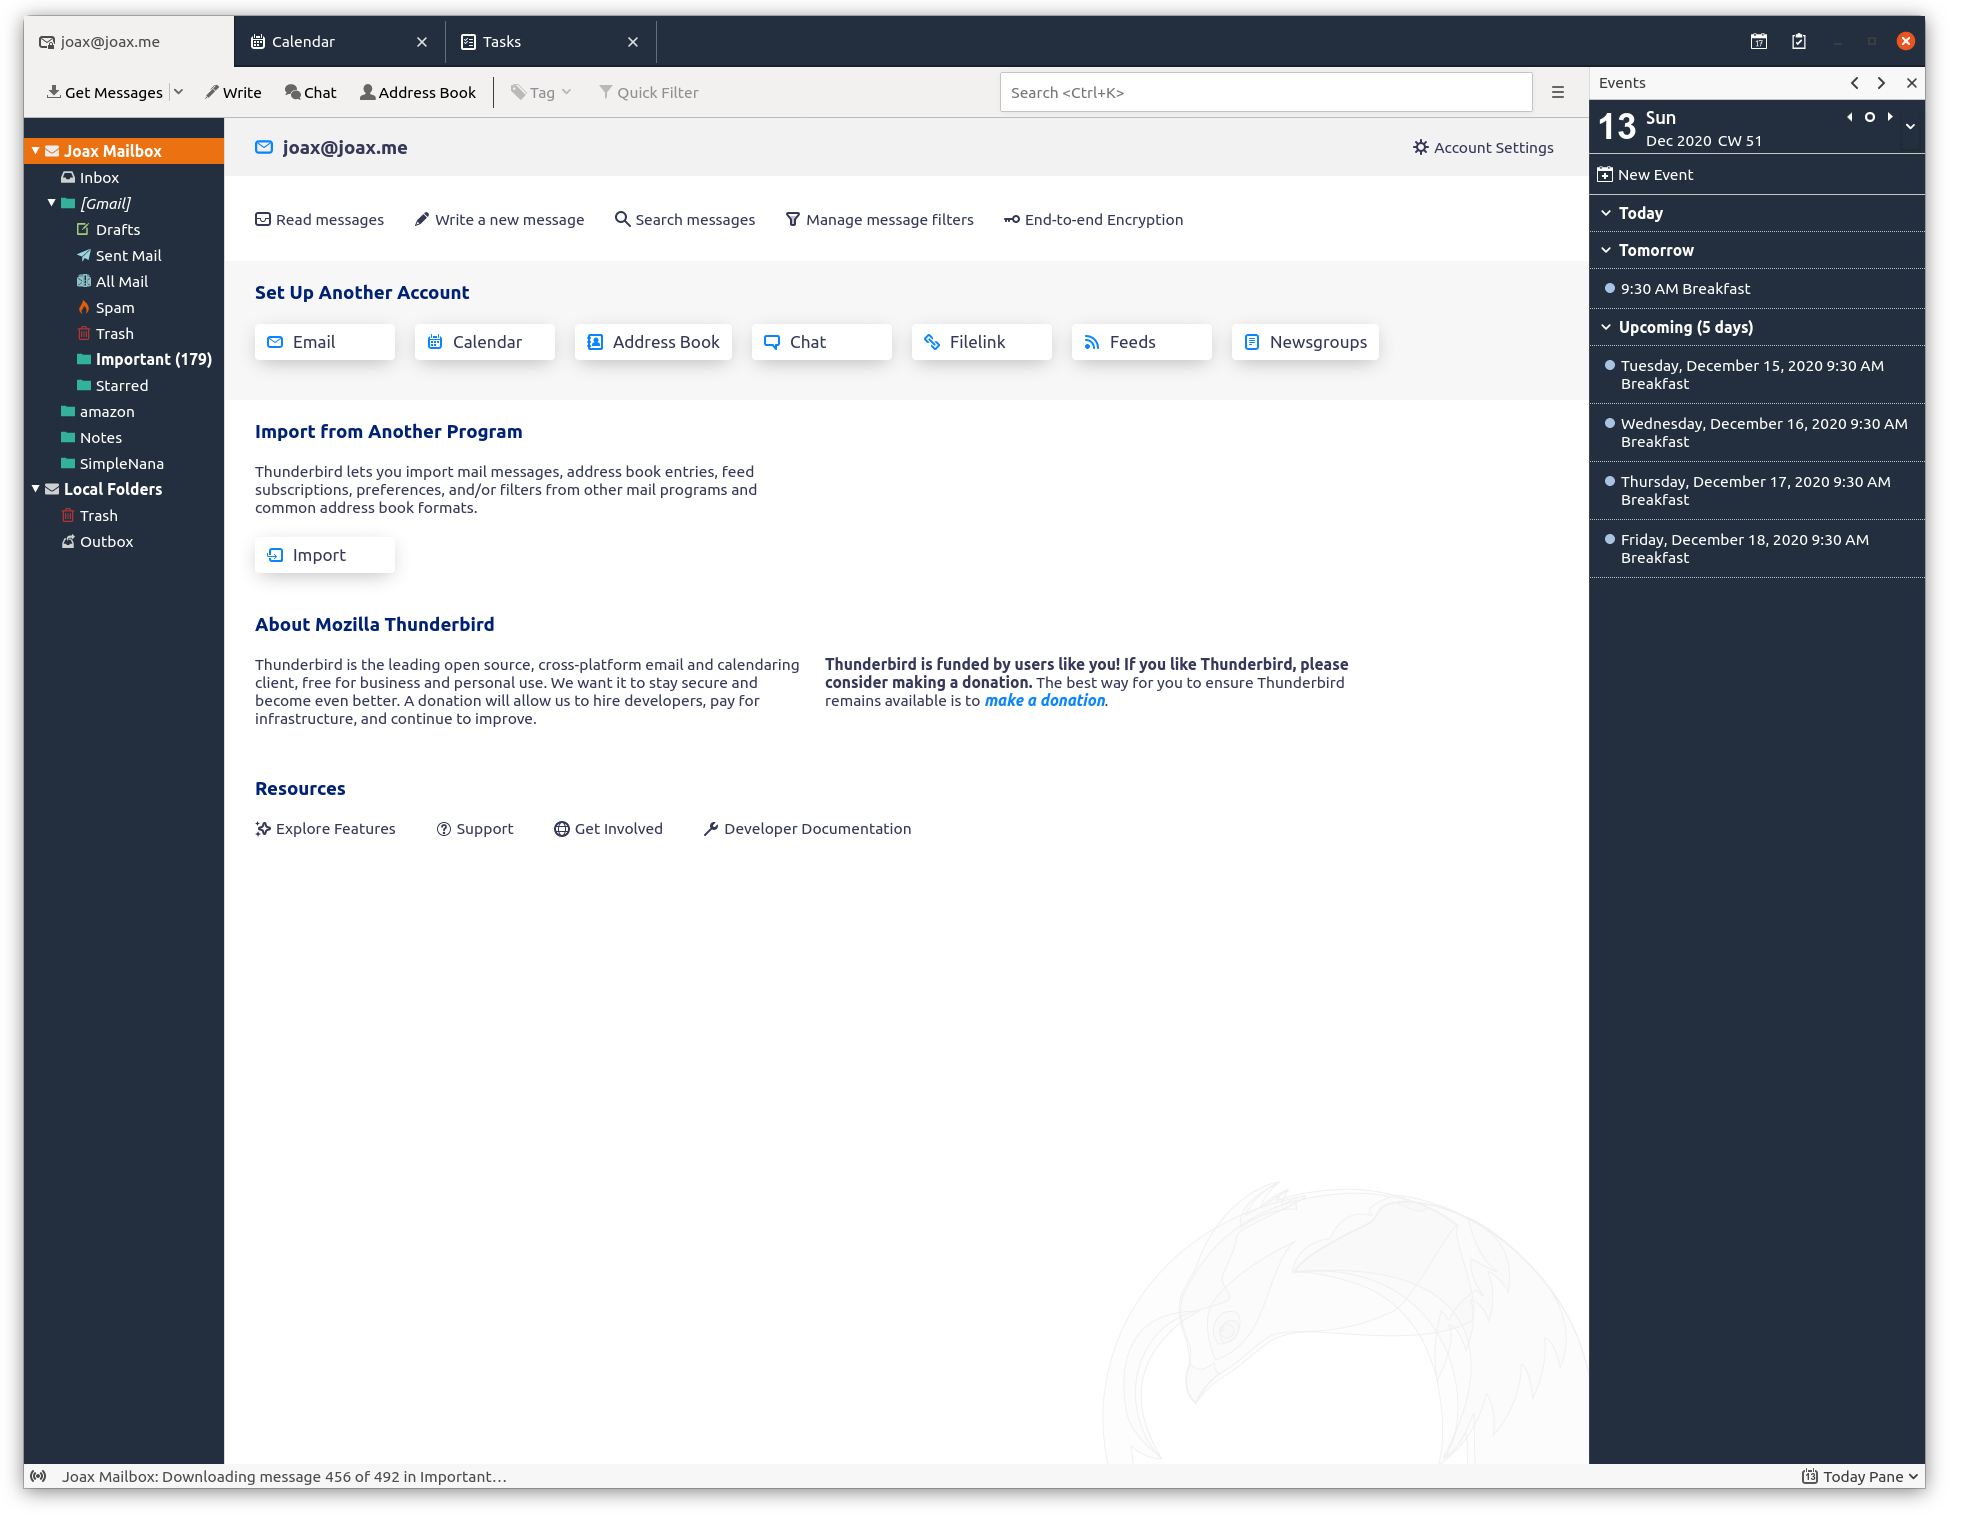 joax@joax.me
Calendar
Tasks
17
Get Messages
Write
Chat
Address Book
Tag
Quick Filter
Search <Ctrl+K>
Joax Mailbox
Inbox
[Gmail]
Drafts
Sent Mail
All Mail
Spam
Trash
Important (179)
Starred
amazon
Notes
SimpleNana
Local Folders
Trash
Outbox
joax@joax.me
Account Settings
Read messages
Write a new message
Search messages
Manage message filters
End-to-end Encryption
Set Up Another Account
Email
Calendar
Address Book
Chat
Filelink
Feeds
Newsgroups
Import from Another Program
Thunderbird lets you import mail messages, address book entries, feed
subscriptions, preferences, and/or filters from other mail programs and
common address book formats.
Import
About Mozilla Thunderbird
Thunderbird is the leading open source, cross-platform email and calendaring
client, free for business and personal use. We want it to stay secure and
become even better. A donation will allow us to hire developers, pay for
infrastructure, and continue to improve.
Thunderbird is funded by users like you! If you like Thunderbird, please
consider making a donation. The best way for you to ensure Thunderbird
remains available is to make a donation.
Resources
Explore Features
Support
Get Involved
Developer Documentation
Events
13
Sun
Dec 2020 CW 51
New Event
Today
Tomorrow
9:30 AM Breakfast
Upcoming (5 days)
Tuesday, December 15, 2020 9:30 AM
Breakfast
Wednesday, December 16, 2020 9:30 AM
Breakfast
Thursday, December 17, 2020 9:30 AM
Breakfast
Friday, December 18, 2020 9:30 AM
Breakfast
Joax Mailbox: Downloading message 456 of 492 in Important…
13
Today Pane